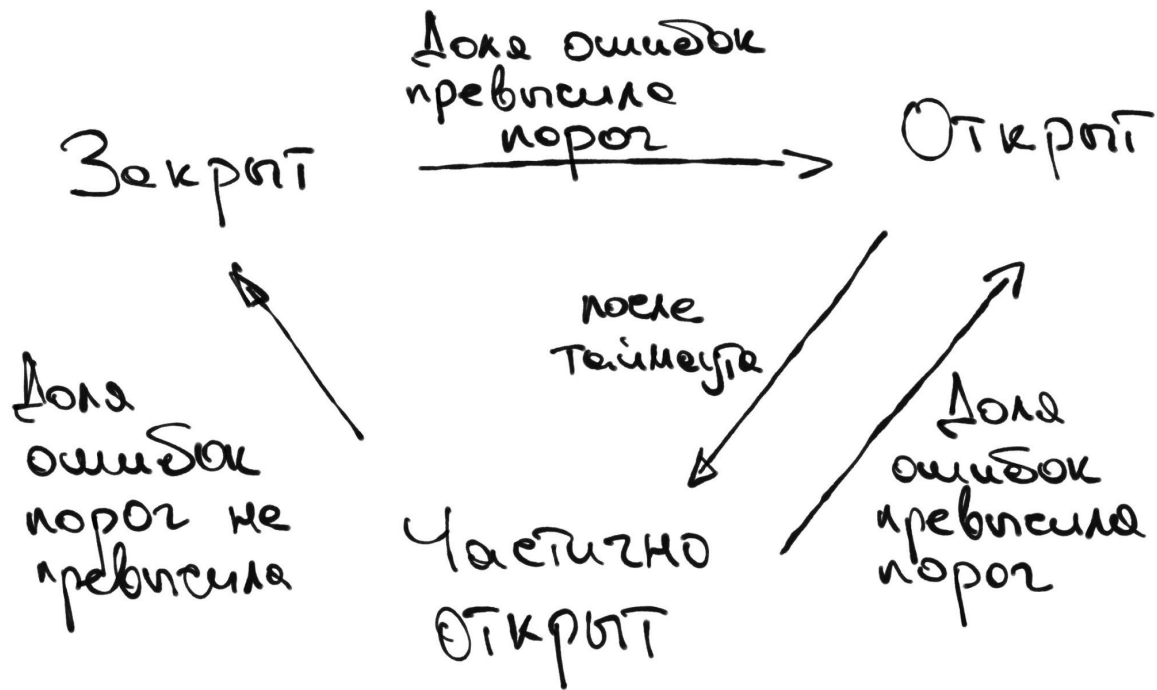 Доля ошибок
превысила
порог
Закрыт
Открыт
после
таймаута
Доля
ошибок
порог не
превысила
Доля
ошибок
превысила
порог
Частично
открыт